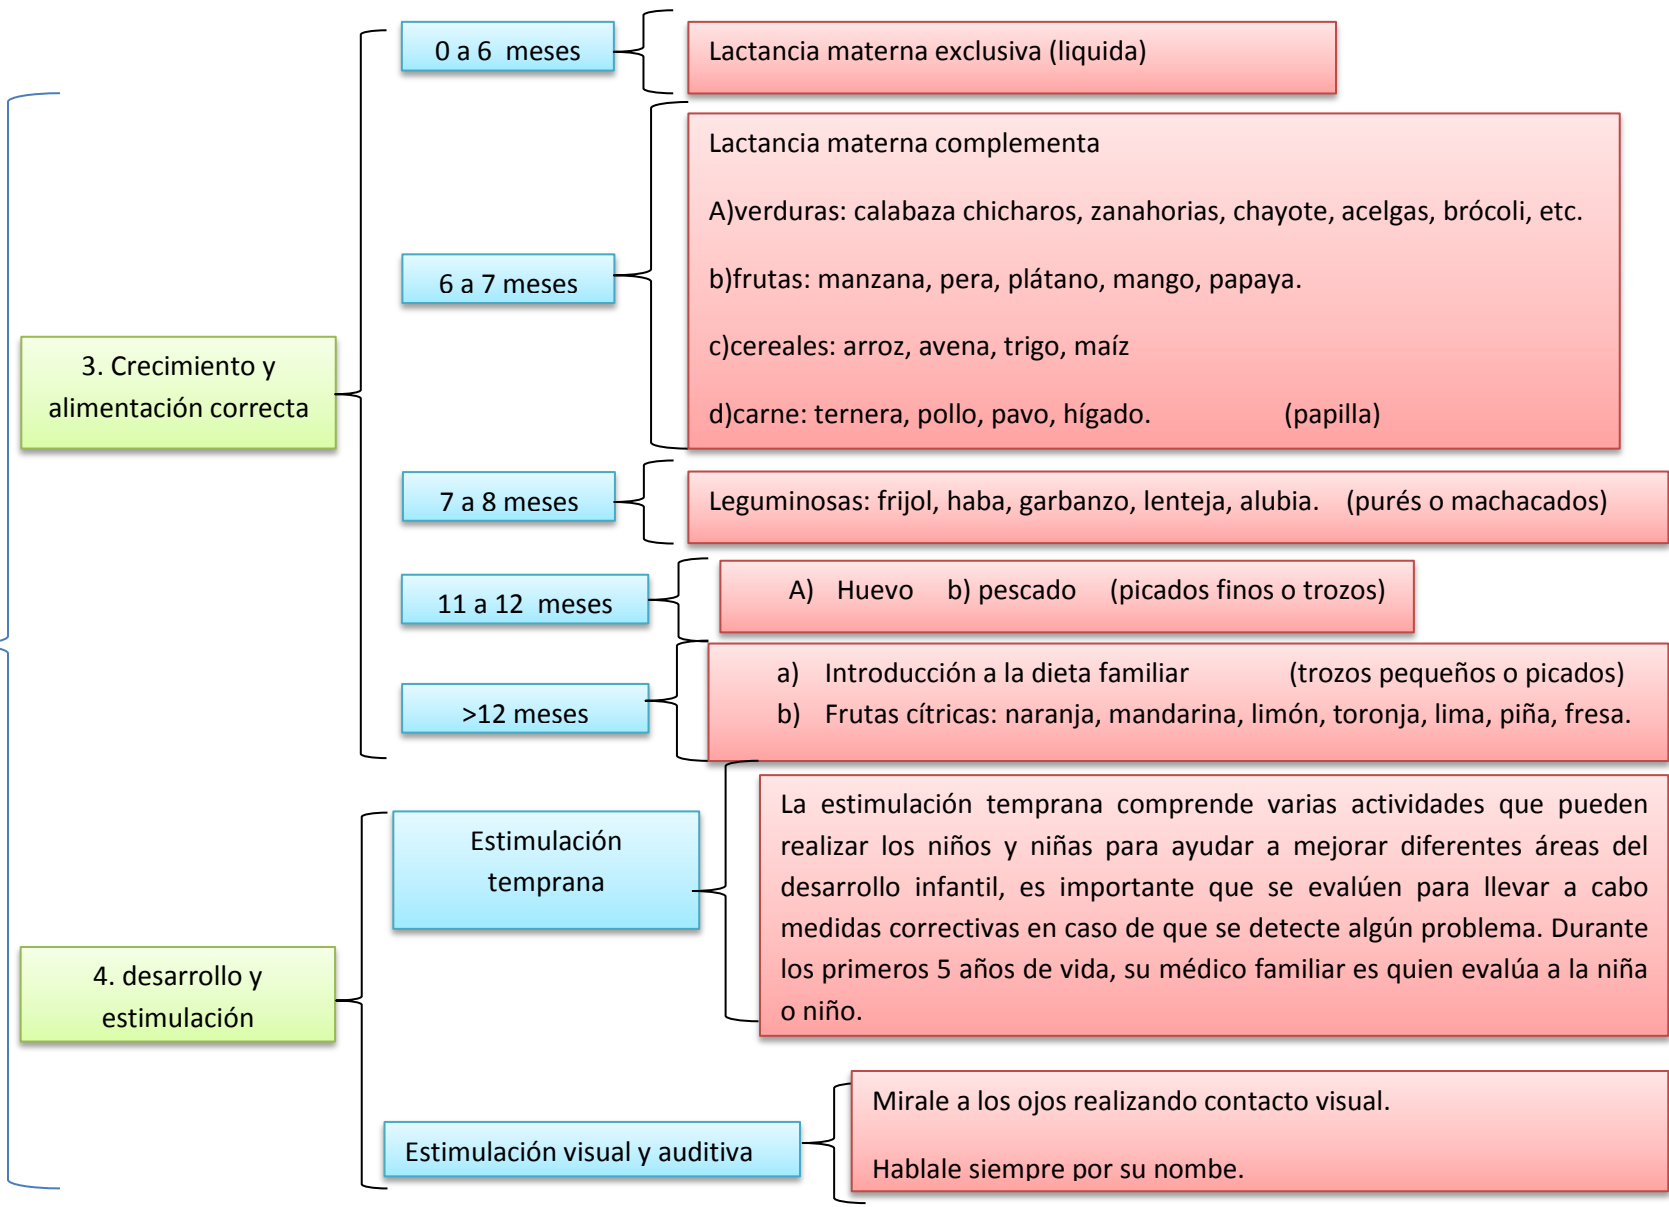 3. Crecimiento y
alimentación correcta
0 a 6 meses
Lactancia materna exclusiva (liquida)
6 a 7 meses
Lactancia materna complementa
A)verduras: calabaza chicharos, zanahorias, chayote, acelgas, brócoli, etc.
b)frutas: manzana, pera, plátano, mango, papaya.
c)cereales: arroz, avena, trigo, maíz
d)carne: ternera, pollo, pavo, hígado. (papilla)
7 a 8 meses
Leguminosas: frijol, haba, garbanzo, lenteja, alubia. (purés o machacados)
11 a 12 meses
A) Huevo b) pescado (picados finos o trozos)
>12 meses
a) Introducción a la dieta familiar (trozos pequeños o picados)
b) Frutas cítricas: naranja, mandarina, limón, toronja, lima, piña, fresa.
4. desarrollo y
estimulación
Estimulación
temprana
La estimulación temprana comprende varias actividades que pueden
realizar los niños y niñas para ayudar a mejorar diferentes áreas del
desarrollo infantil, es importante que se evalúen para llevar a cabo
medidas correctivas en caso de que se detecte algún problema. Durante
los primeros 5 años de vida, su médico familiar es quien evalúa a la niña
o niño.
Estimulación visual y auditiva
Mirale a los ojos realizando contacto visual.
Hablale siempre por su nombe.